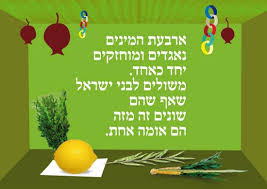 ארבעת המינים
נאגדים ומוחזקים
יחד כאחד.
משולים לבני ישראל
שאף שהם
שונים זה מזה
הם אומה אחת.